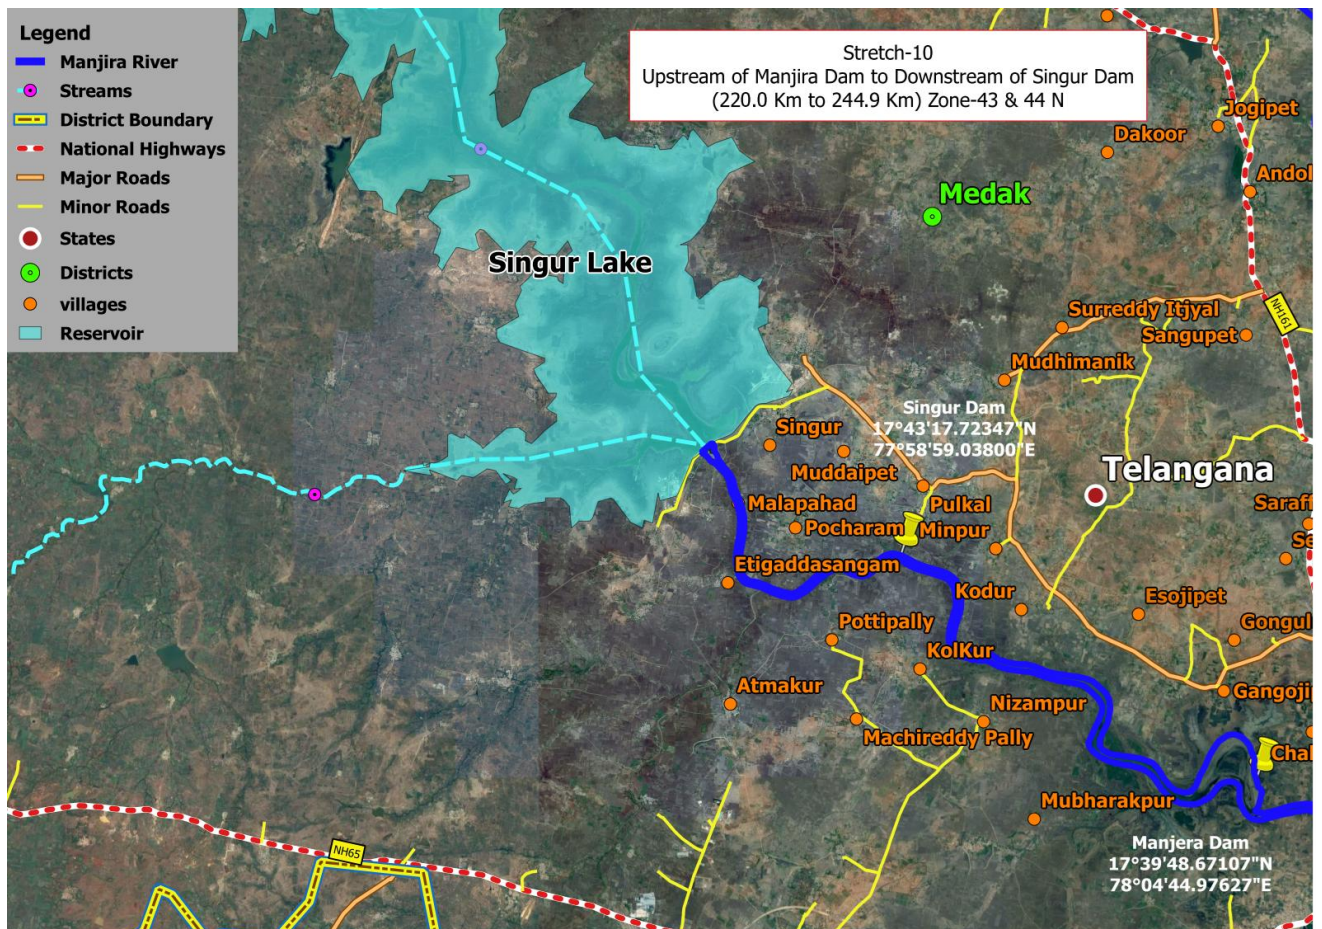 Legend
Manjira River
Streams
District Boundary
National Highways
Major Roads
Minor Roads
States
Districts
villages
Reservoir
Stretch-10
Upstream of Manjira Dam to Downstream of Singur Dam
(220.0 Km to 244.9 Km) Zone-43 & 44 N
Jogipet
Dakoor
Andol
Medak
Singur Lake
NH161
Surreddy Itjyal
Sangupet
Mudhimanik
Singur Dam
17°43'17.72347"N
77°58'59.03800"E
Singur
Muddaipet
Telangana
Malapahad
Pulkal
Saraff
Pocharam
Minpur
Se
Etigaddasangam
Kodur
Esojipet
Pottipally
Gongul
KolKur
Atmakur
Nizampur
Gangojip
Machireddy Pally
Chal
Mubharakpur
Manjera Dam
17°39'48.67107"N
78°04'44.97627"E
NH65